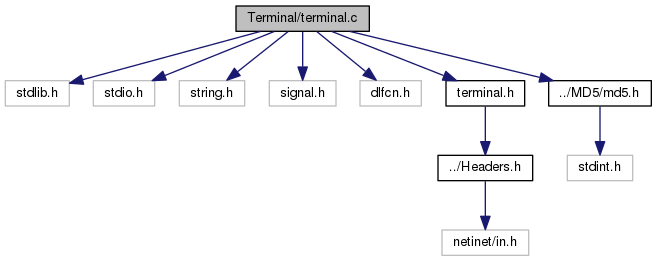 Terminal/terminal.c
stdlib.h
stdio.h
string.h
signal.h
dlfcn.h
terminal.h
../MD5/md5.h
../Headers.h
stdint.h
netinet/in.h